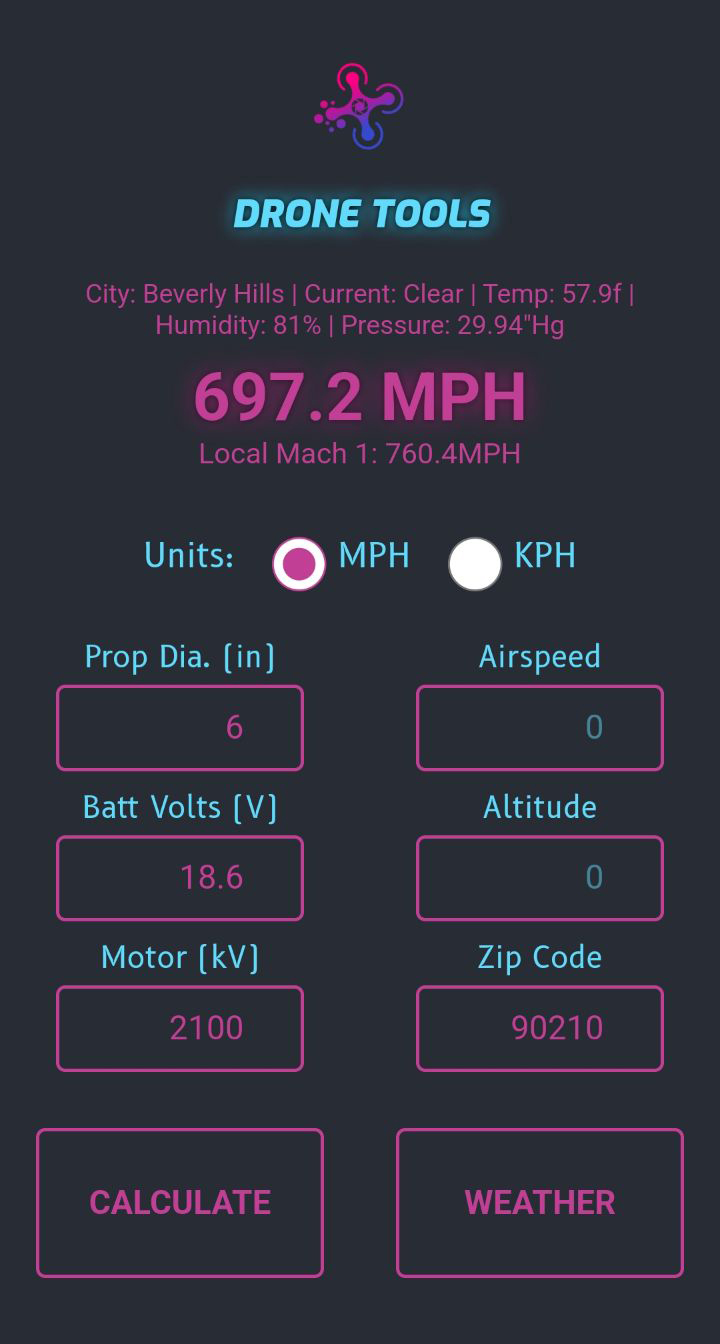 DRONE TOOLS
City: Beverly Hills | Current: Clear | Temp: 57.9f |
Humidity: 81% | Pressure: 29.94"Hg
697.2 MPH
Local Mach 1: 760.4MPH
Units: MPH KPH
Prop Dia. (in) Airspeed
6 0
Batt Volts (V) Altitude
18.6 0
Motor (kV) Zip Code
2100 90210
CALCULATE WEATHER